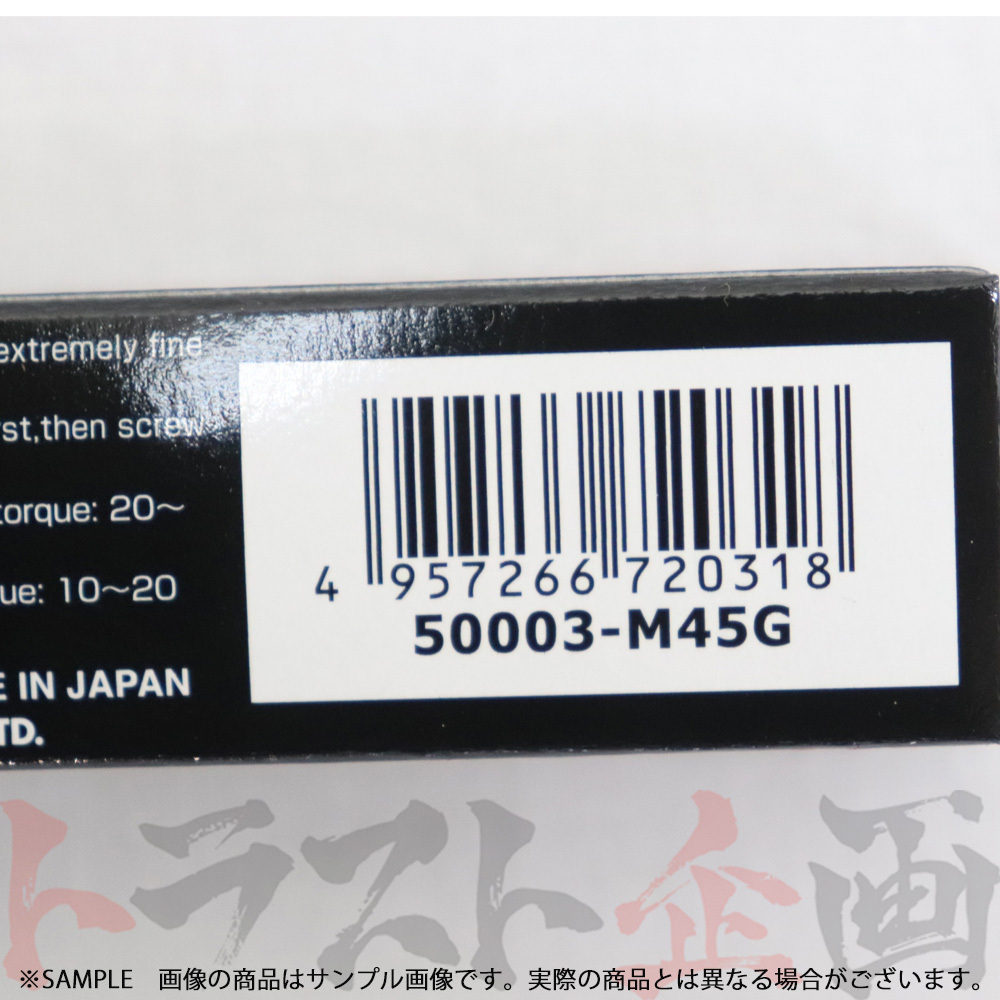 extremely fine
rst,then screw
torque: 20～
ue: 10～20
E IN JAPAN
TD.
4 957266 720318
50003-M45G
トラスト企画
※SAMPLE 画像の商品はサンプル画像です。実際の商品とは異なる場合がございます。